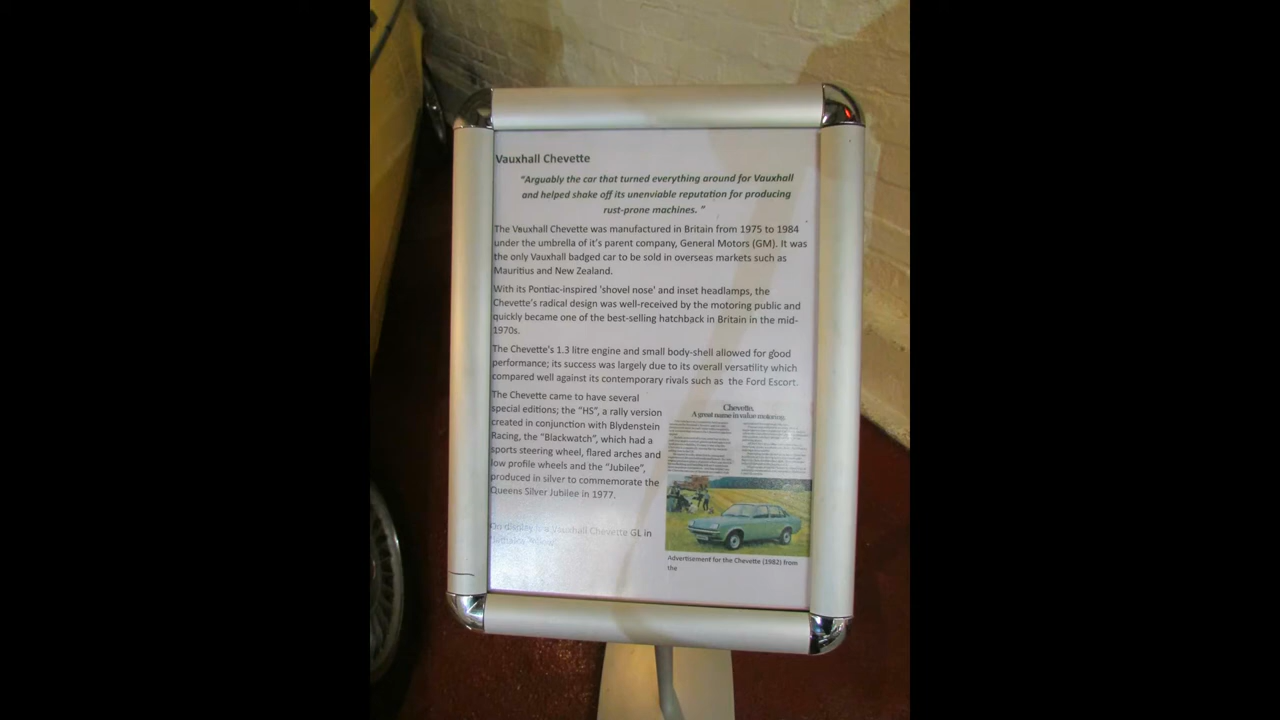 Vauxhall Chevette
“Arguably the car that turned everything around for Vauxhall
and helped shake off its unenviable reputation for producing
rust-prone machines. ”
The Vauxhall Chevette was manufactured in Britain from 1975 to 1984
under the umbrella of it's parent company, General Motors (GM). It was
the only Vauxhall badged car to be sold in overseas markets such as
Mauritius and New Zealand.
With its Pontiac-inspired 'shovel nose' and inset headlamps, the
Chevette's radical design was well-received by the motoring public and
quickly became one of the best-selling hatchback in Britain in the mid-
1970s.
The Chevette's 1.3 litre engine and small body-shell allowed for good
performance; its success was largely due to its overall versatility which
compared well against its contemporary rivals such as the Ford Escort.
The Chevette came to have several
special editions; the “HS”, a rally version
created in conjunction with Blydenstein
Racing, the “Blackwatch”, which had a
sports steering wheel, flared arches and
low profile wheels and the “Jubilee”,
produced in silver to commemorate the
Queens Silver Jubilee in 1977.
On display is a Vauxhall Chevette GL in
Chevette.
A great name in value motoring.
Advertisement for the Chevette (1982) from
the